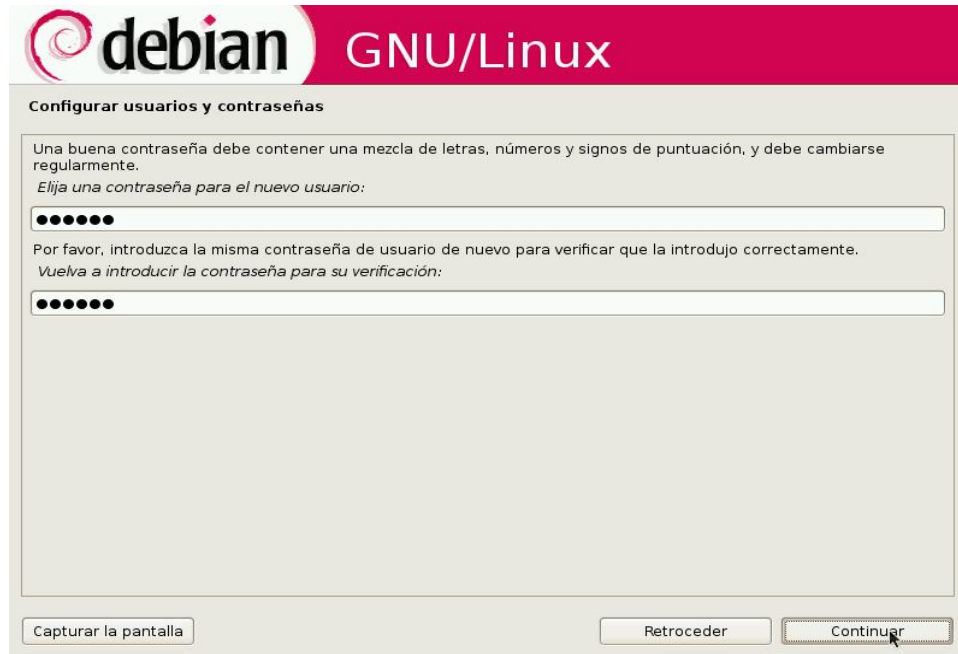 debian GNU/Linux
Configurar usuarios y contraseñas
Una buena contraseña debe contener una mezcla de letras, números y signos de puntuación, y debe cambiarse
regularmente.
Elija una contraseña para el nuevo usuario:
●●●●●●
Por favor, introduzca la misma contraseña de usuario de nuevo para verificar que la introdujo correctamente.
Vuelva a introducir la contraseña para su verificación:
●●●●●●
Capturar la pantalla Retroceder Continuar